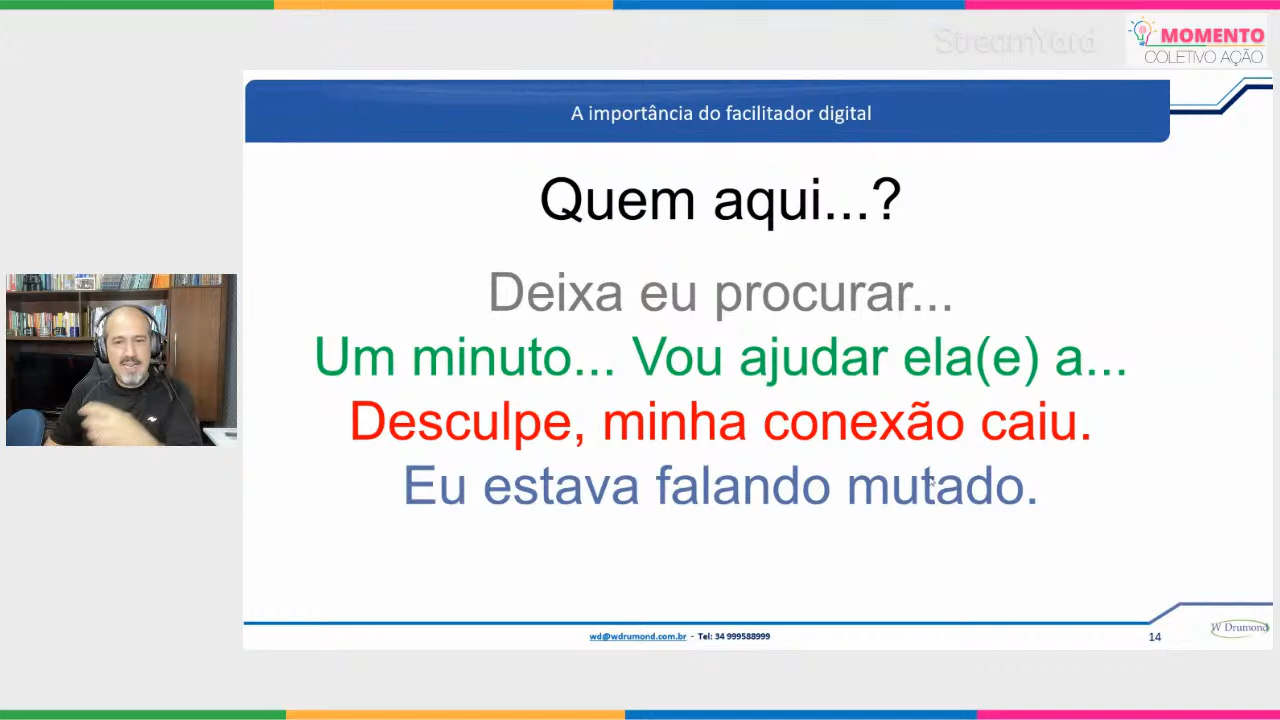 StreamYard
MOMENTO
COLETIVO AÇÃO
A importância do facilitador digital
Quem aqui...?
Deixa eu procurar...
Um minuto... Vou ajudar ela(e) a...
Desculpe, minha conexão caiu.
Eu estava falando mutado.
wd@wdrumond.com.br - Tel: 34 999588999
14
W Drumond